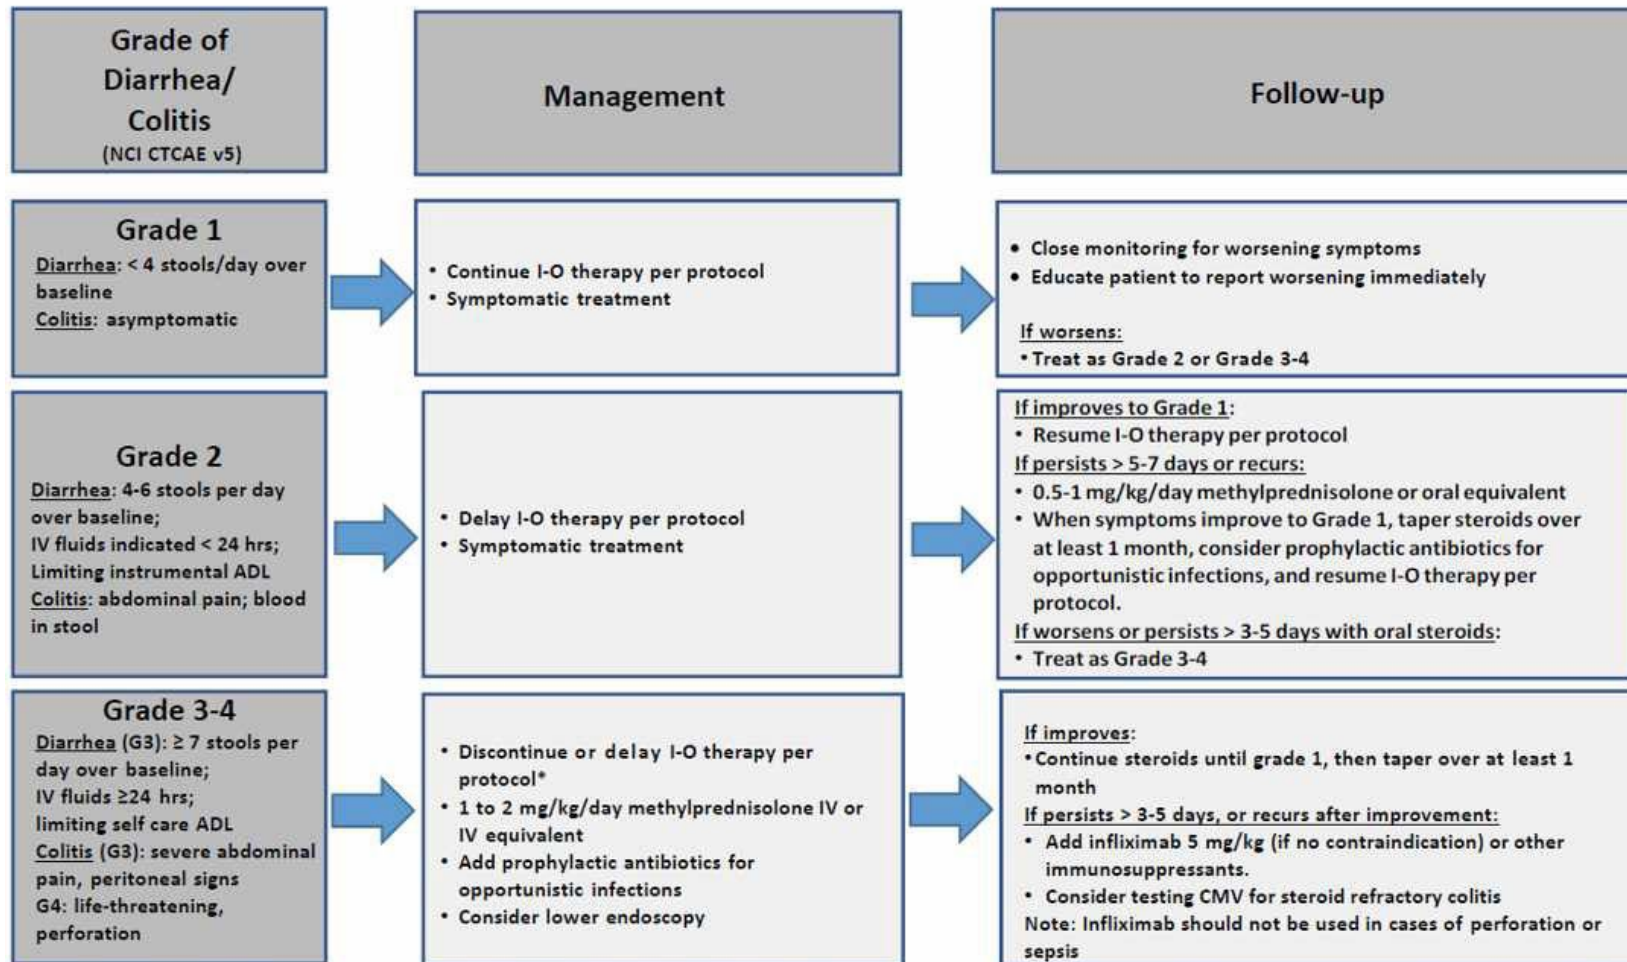 Grade of
Diarrhea/
Colitis
(NCI CTCAE v5)
Management
Follow-up
Grade 1
Diarrhea: < 4 stools/day over
baseline
Colitis: asymptomatic
• Continue I-O therapy per protocol
• Symptomatic treatment
• Close monitoring for worsening symptoms
• Educate patient to report worsening immediately
If worsens:
• Treat as Grade 2 or Grade 3-4
Grade 2
Diarrhea: 4-6 stools per day
over baseline;
IV fluids indicated < 24 hrs;
Limiting instrumental ADL
Colitis: abdominal pain; blood
in stool
• Delay I-O therapy per protocol
• Symptomatic treatment
If improves to Grade 1:
• Resume I-O therapy per protocol
If persists > 5-7 days or recurs:
• 0.5-1 mg/kg/day methylprednisolone or oral equivalent
• When symptoms improve to Grade 1, taper steroids over
at least 1 month, consider prophylactic antibiotics for
opportunistic infections, and resume I-O therapy per
protocol.
If worsens or persists > 3-5 days with oral steroids:
• Treat as Grade 3-4
Grade 3-4
Diarrhea (G3): ≥ 7 stools per
day over baseline;
IV fluids ≥24 hrs;
limiting self care ADL
Colitis (G3): severe abdominal
pain, peritoneal signs
G4: life-threatening,
perforation
• Discontinue or delay I-O therapy per
protocol*
• 1 to 2 mg/kg/day methylprednisolone IV or
IV equivalent
• Add prophylactic antibiotics for
opportunistic infections
• Consider lower endoscopy
If improves:
• Continue steroids until grade 1, then taper over at least 1
month
If persists > 3-5 days, or recurs after improvement:
• Add infliximab 5 mg/kg (if no contraindication) or other
immunosuppressants.
• Consider testing CMV for steroid refractory colitis
Note: Infliximab should not be used in cases of perforation or
sepsis